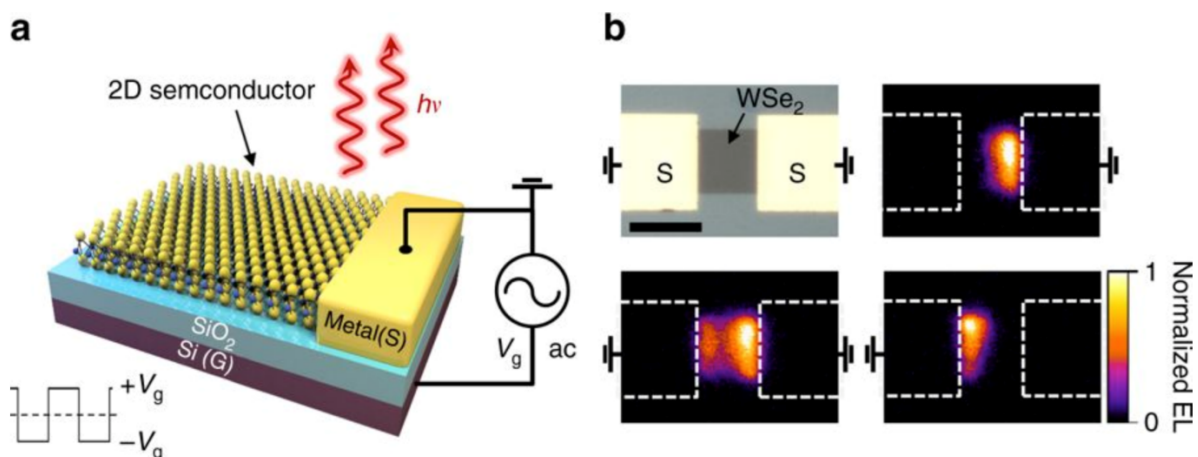 a
2D semconductor
hν
Metal(S)
SiO2
Si (G)
Vg
ac
+Vg
−Vg
b
WSe2
S
S
1
0
Normalized EL